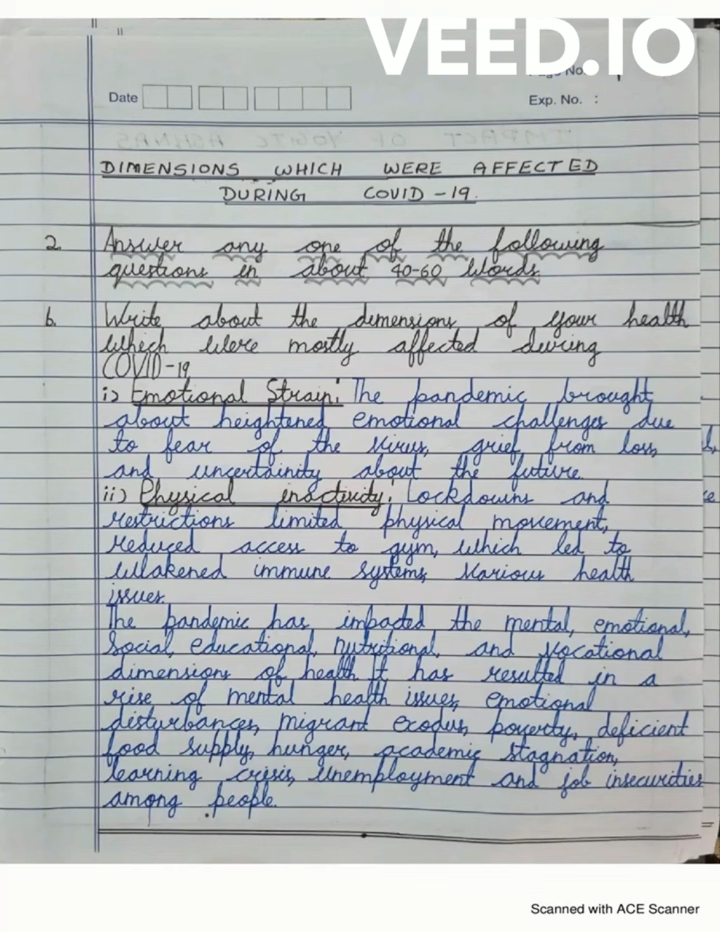 VEED.IO
Page No. 1
Date
Exp. No. :
DIMENSIONS WHICH WERE AFFECTED
DURING COVID-19.
2. Answer any one of the following
questions in about 40-60 words
b. Write about the dimensions of your health
which were mostly affected during
COVID-19
i) Emotional Strain: The pandemic brought
about heightened emotional challenges due
to fear of the virus, grief from loss,
and uncertainity about the future.
ii) Physical inactivity: Lockdowns and
restrictions limited physical movement,
reduced access to gym, which led to
weakened immune systems, various health
issues.
The pandemic has impacted the mental, emotional,
social, educational, nutritional, and vocational
dimensions of health It has resulted in a
rise of mental health issues, emotional
disturbances, migrant exodus, poverty, deficient
food supply, hunger, academic stagnation,
learning crisis, unemployment and job insecurities
among people.
Scanned with ACE Scanner